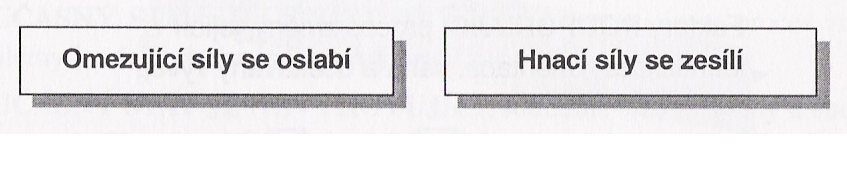 Omezující síly se oslabí
Hnací síly se zesílí